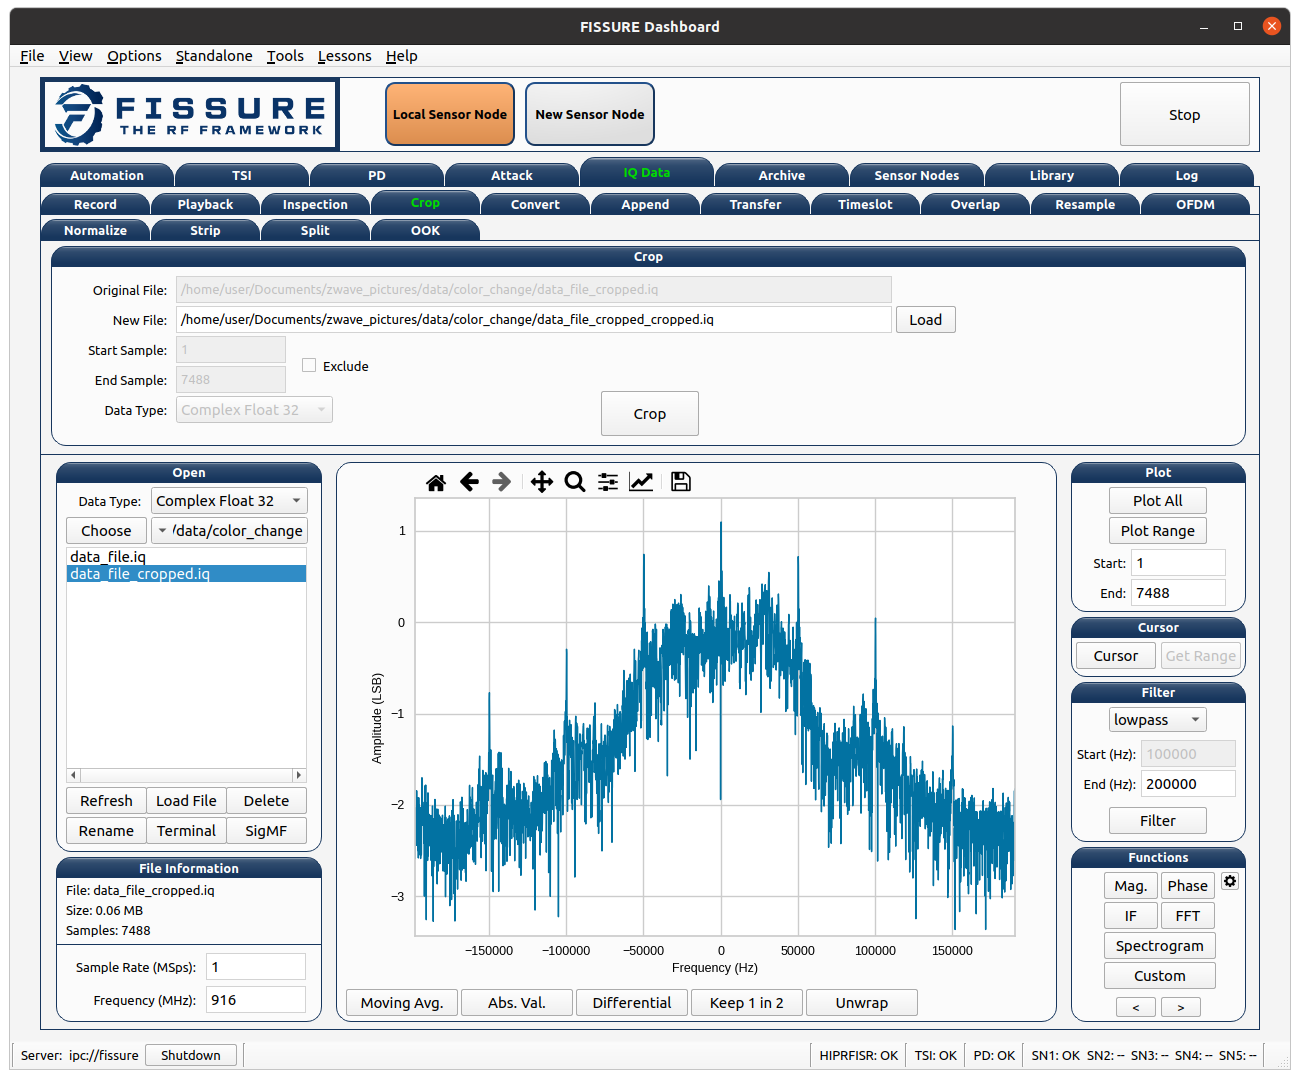 FISSURE Dashboard
File View Options Standalone Tools Lessons Help
FISSURE
THE RF FRAMEWORK
Local Sensor Node
New Sensor Node
Stop
Automation TSI PD Attack IQ Data Archive Sensor Nodes Library Log
Record Playback Inspection Crop Convert Append Transfer Timeslot Overlap Resample OFDM
Normalize Strip Split OOK
Crop
Original File: /home/user/Documents/zwave_pictures/data/color_change/data_file_cropped.iq
New File: /home/user/Documents/zwave_pictures/data/color_change/data_file_cropped_cropped.iq Load
Start Sample: 1
Exclude
End Sample: 7488
Data Type: Complex Float 32
Crop
Open
Data Type: Complex Float 32
Choose /data/color_change
data_file.iq
data_file_cropped.iq
Refresh Load File Delete
Rename Terminal SigMF
File Information
File: data_file_cropped.iq
Size: 0.06 MB
Samples: 7488
Sample Rate (MSps): 1
Frequency (MHz): 916
Amplitude (LSB)
1
0
−1
−2
−3
−150000 −100000 −50000 0 50000 100000 150000
Frequency (Hz)
Moving Avg. Abs. Val. Differential Keep 1 in 2 Unwrap
Plot
Plot All
Plot Range
Start: 1
End: 7488
Cursor
Cursor Get Range
Filter
lowpass
Start (Hz): 100000
End (Hz): 200000
Filter
Functions
Mag. Phase
IF FFT
Spectrogram
Custom
< >
Server: ipc://fissure Shutdown
HIPRFISR: OK TSI: OK PD: OK SN1: OK SN2: -- SN3: -- SN4: -- SN5: --